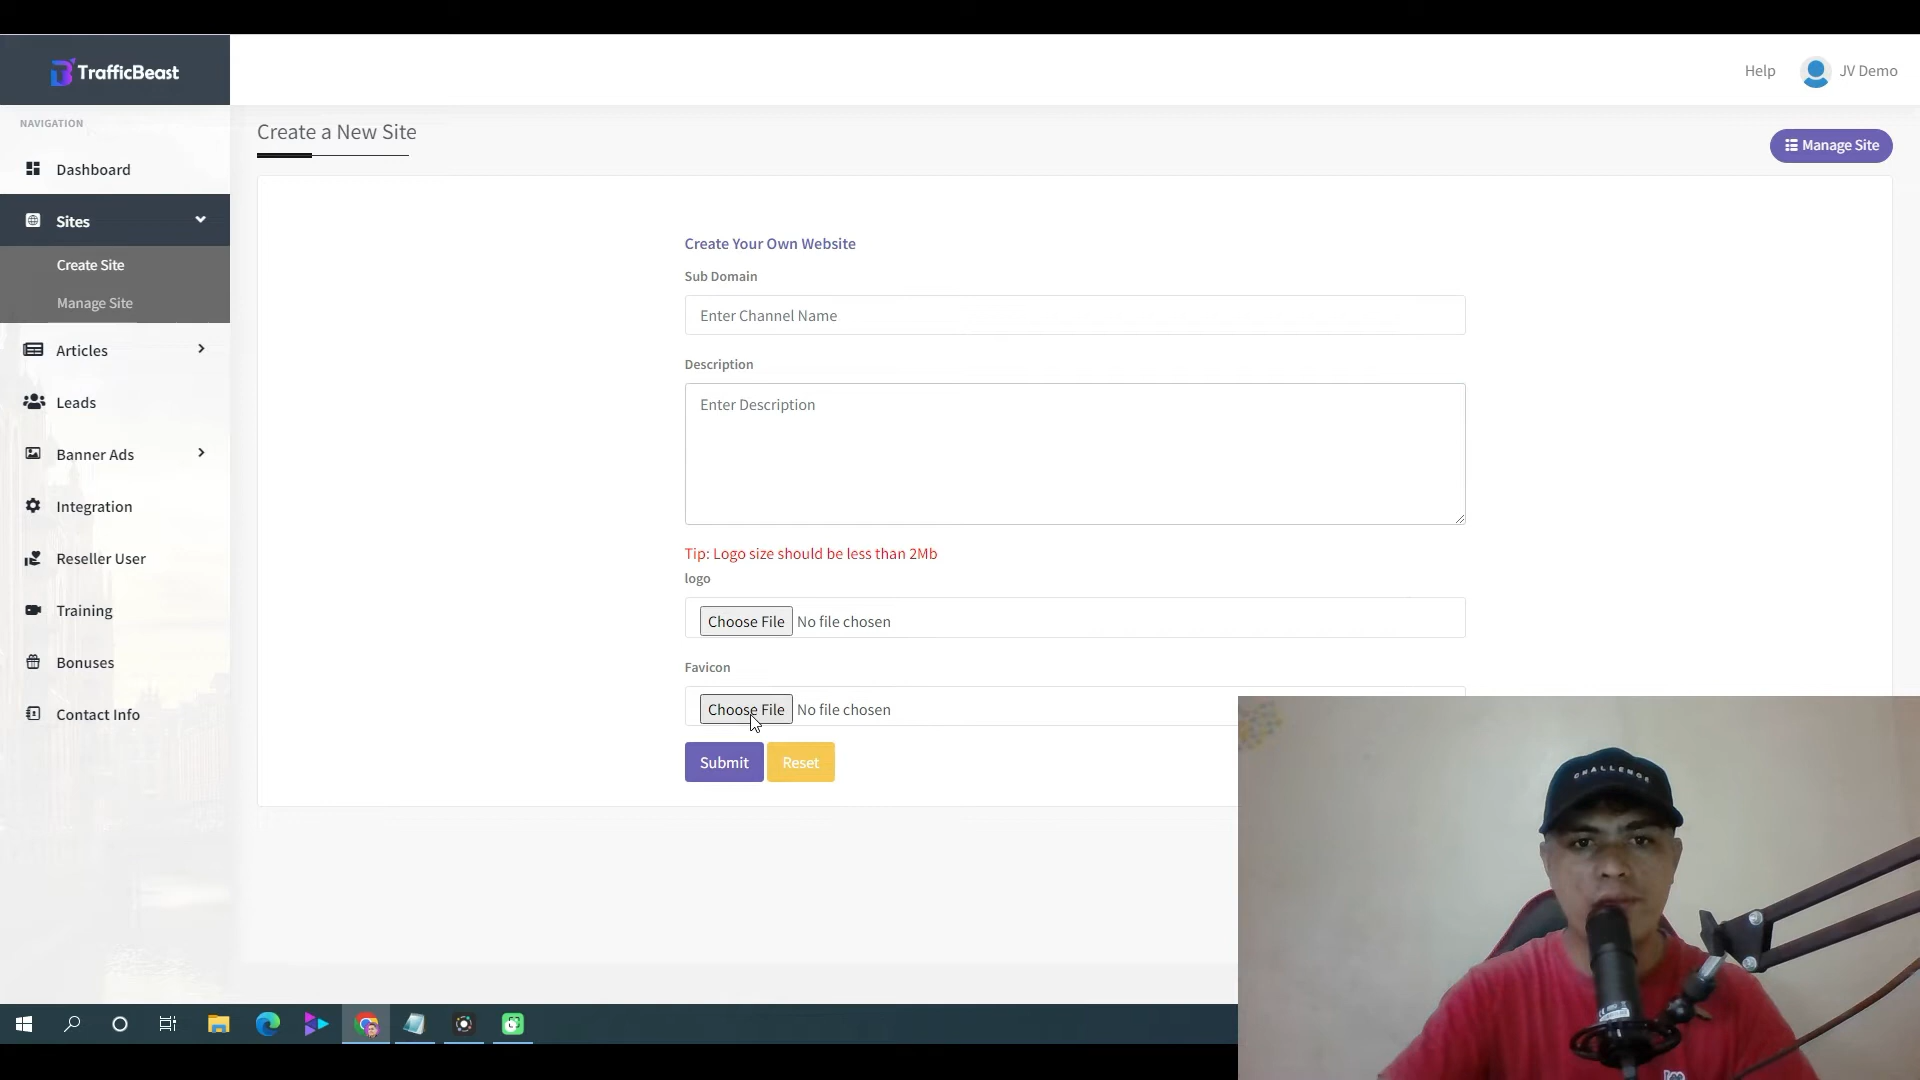 TrafficBeast
Help
JV Demo
NAVIGATION
Dashboard
Sites
Create Site
Manage Site
Articles
Leads
Banner Ads
Integration
Reseller User
Training
Bonuses
Contact Info
Create a New Site
Manage Site
Create Your Own Website
Sub Domain
Enter Channel Name
Description
Enter Description
Tip: Logo size should be less than 2Mb
logo
Choose File No file chosen
Favicon
Choose File No file chosen
Submit Reset
CHALLENGE